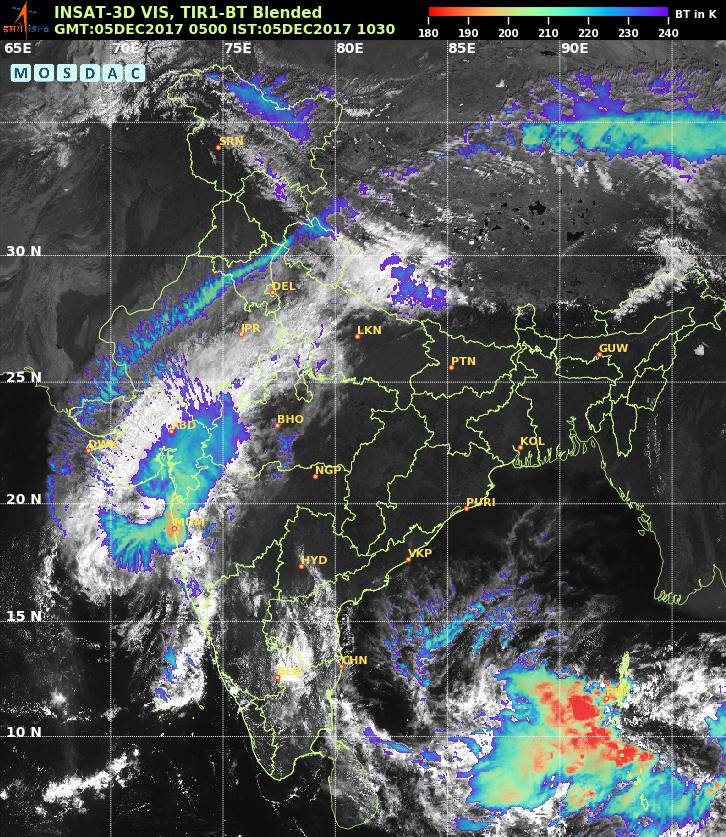 INSAT-3D VIS, TIR1-BT Blended
GMT:05DEC2017 0500 IST:05DEC2017 1030
BT in K
180 190 200 210 220 230 240
65E 70E 75E 80E 85E 90E
MOSDAC
SRN
30 N
DEL
JPR
LKN
GUW
PTN
25 N
ABD
BHO
DWK
KOL
NGP
20 N
PURI
MUM
HYD
VKP
15 N
CHN
BLR
10 N